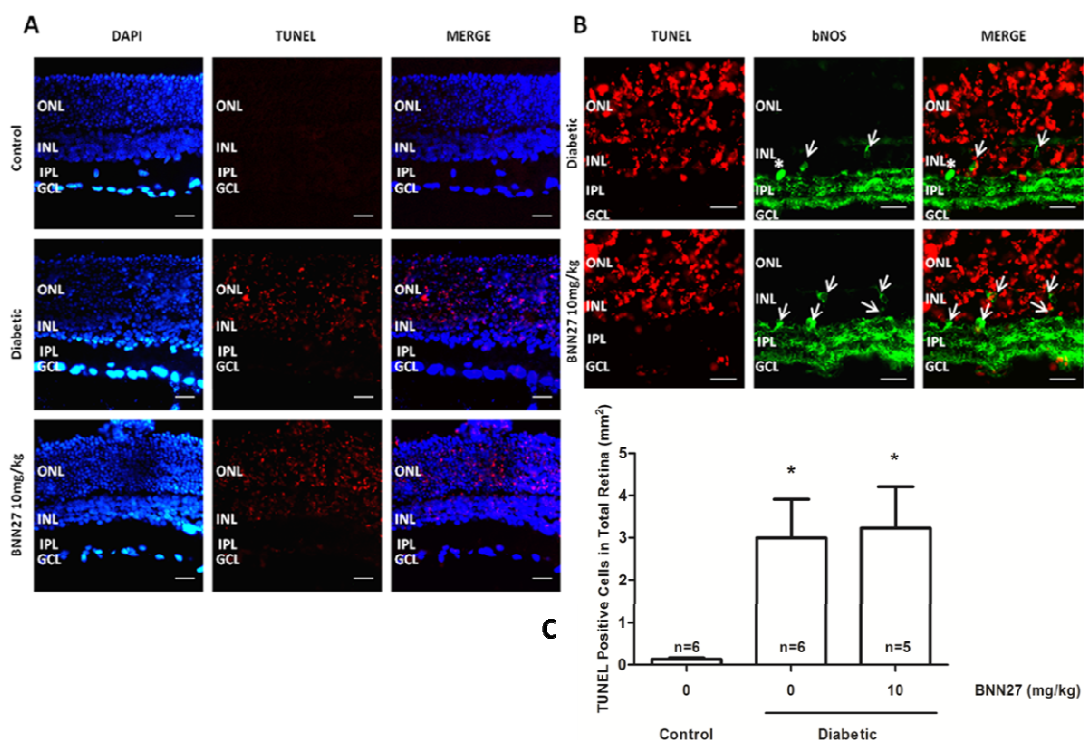 A
DAPI TUNEL MERGE
Control
ONL
INL
IPL
GCL
ONL
INL
IPL
GCL
Diabetic
ONL
INL
IPL
GCL
ONL
INL
IPL
GCL
ONL
INL
IPL
GCL
BNN27 10mg/kg
ONL
INL
IPL
GCL
ONL
INL
IPL
GCL
ONL
INL
IPL
GCL
B
TUNEL bNOS MERGE
Diabetic
ONL
INL
IPL
GCL
ONL
INL
*
IPL
GCL
ONL
INL
*
IPL
GCL
BNN27 10mg/kg
ONL
INL
IPL
GCL
ONL
INL
IPL
GCL
ONL
INL
IPL
GCL
C
TUNEL Positive Cells in Total Retina (mm²)
5
4
3
2
1
0
* *
n=6 n=6 n=5
0 0 10 BNN27 (mg/kg)
Control Diabetic